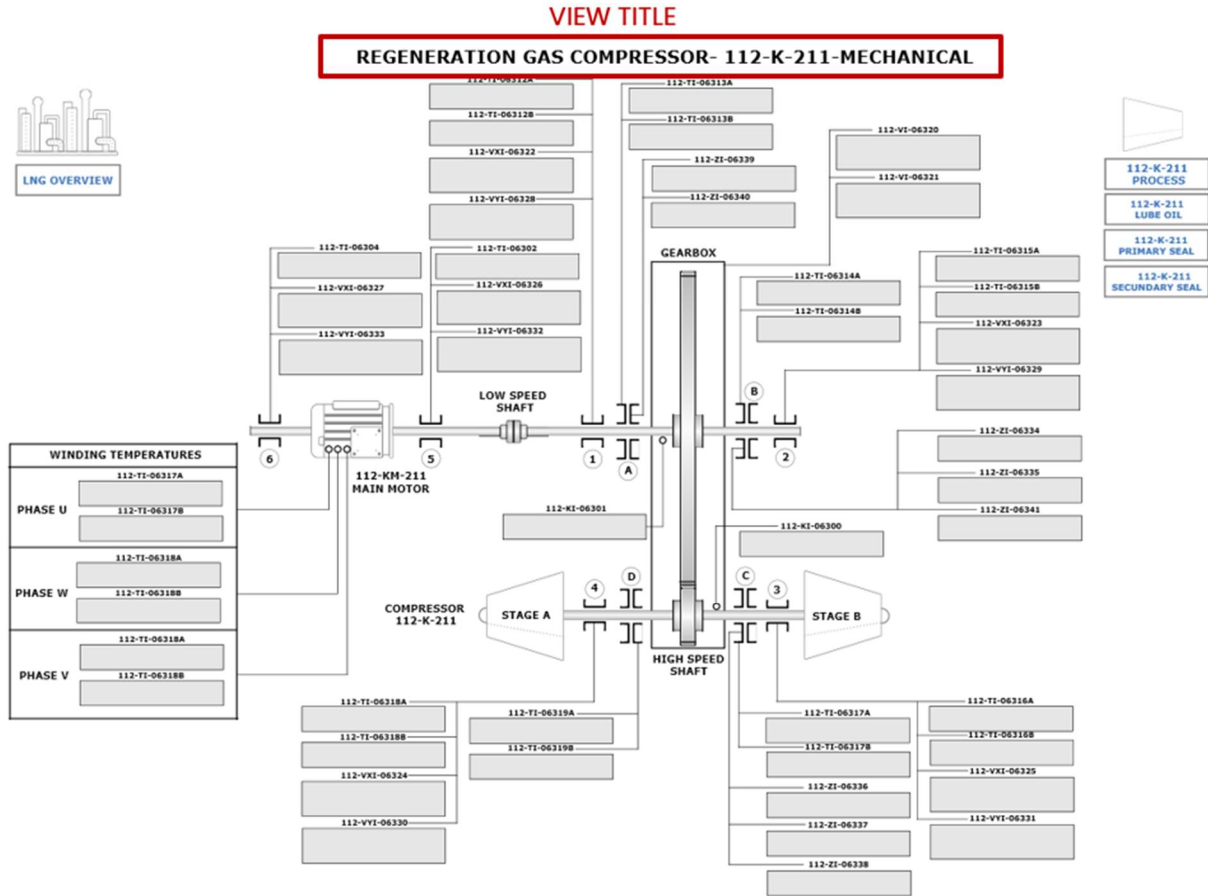 VIEW TITLE
REGENERATION GAS COMPRESSOR- 112-K-211-MECHANICAL
LNG OVERVIEW
112-TI-06312A
112-TI-06312B
112-VXI-06322
112-VYI-06328
112-TI-06313A
112-TI-06313B
112-ZI-06339
112-ZI-06340
112-VI-06320
112-VI-06321
112-K-211
PROCESS
112-K-211
LUBE OIL
112-K-211
PRIMARY SEAL
112-K-211
SECUNDARY SEAL
112-TI-06304
112-VXI-06327
112-VYI-06333
112-TI-06302
112-VXI-06326
112-VYI-06332
GEARBOX
112-TI-06314A
112-TI-06314B
112-TI-06315A
112-TI-06315B
112-VXI-06323
112-VYI-06329
LOW SPEED
SHAFT
B
6
5
1
A
2
112-KM-211
MAIN MOTOR
112-ZI-06334
112-ZI-06335
112-ZI-06341
WINDING TEMPERATURES
PHASE U
112-TI-06317A
112-TI-06317B
PHASE W
112-TI-06318A
112-TI-06318B
PHASE V
112-TI-06318A
112-TI-06318B
112-KI-06301
112-KI-06300
4
D
C
3
COMPRESSOR
112-K-211
STAGE A
STAGE B
HIGH SPEED
SHAFT
112-TI-06318A
112-TI-06318B
112-VXI-06324
112-VYI-06330
112-TI-06319A
112-TI-06319B
112-TI-06317A
112-TI-06317B
112-ZI-06336
112-ZI-06337
112-ZI-06338
112-TI-06316A
112-TI-06316B
112-VXI-06325
112-VYI-06331